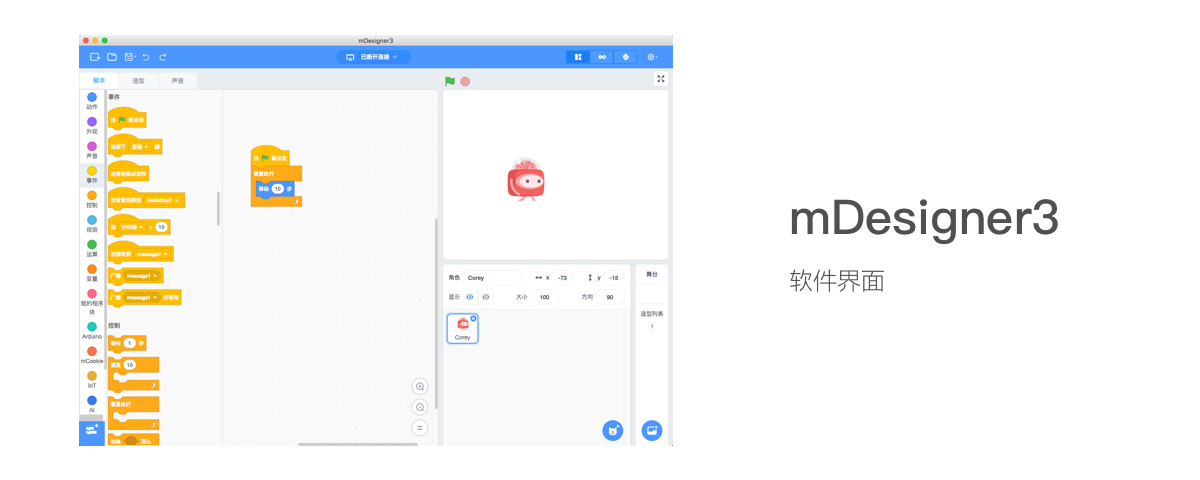 mDesigner3
已断开连接
脚本
造型
声音
动作
外观
声音
事件
控制
侦测
运算
变量
我的程序块
Arduino
mCookie
IoT
AI
事件
当 被点击
当按下 空格 键
当角色被点击时
当背景切换到 backdrop1
当 计时器 > 10
当接收到 message1
广播 message1
广播 message1 并等待
控制
等待 1 秒
重复 10
重复执行
如果 那么
当 被点击
重复执行
移动 10 步
角色 Corey x -73 y -15
显示 大小 100 方向 90
Corey
舞台
造型列表
1
mDesigner3
软件界面